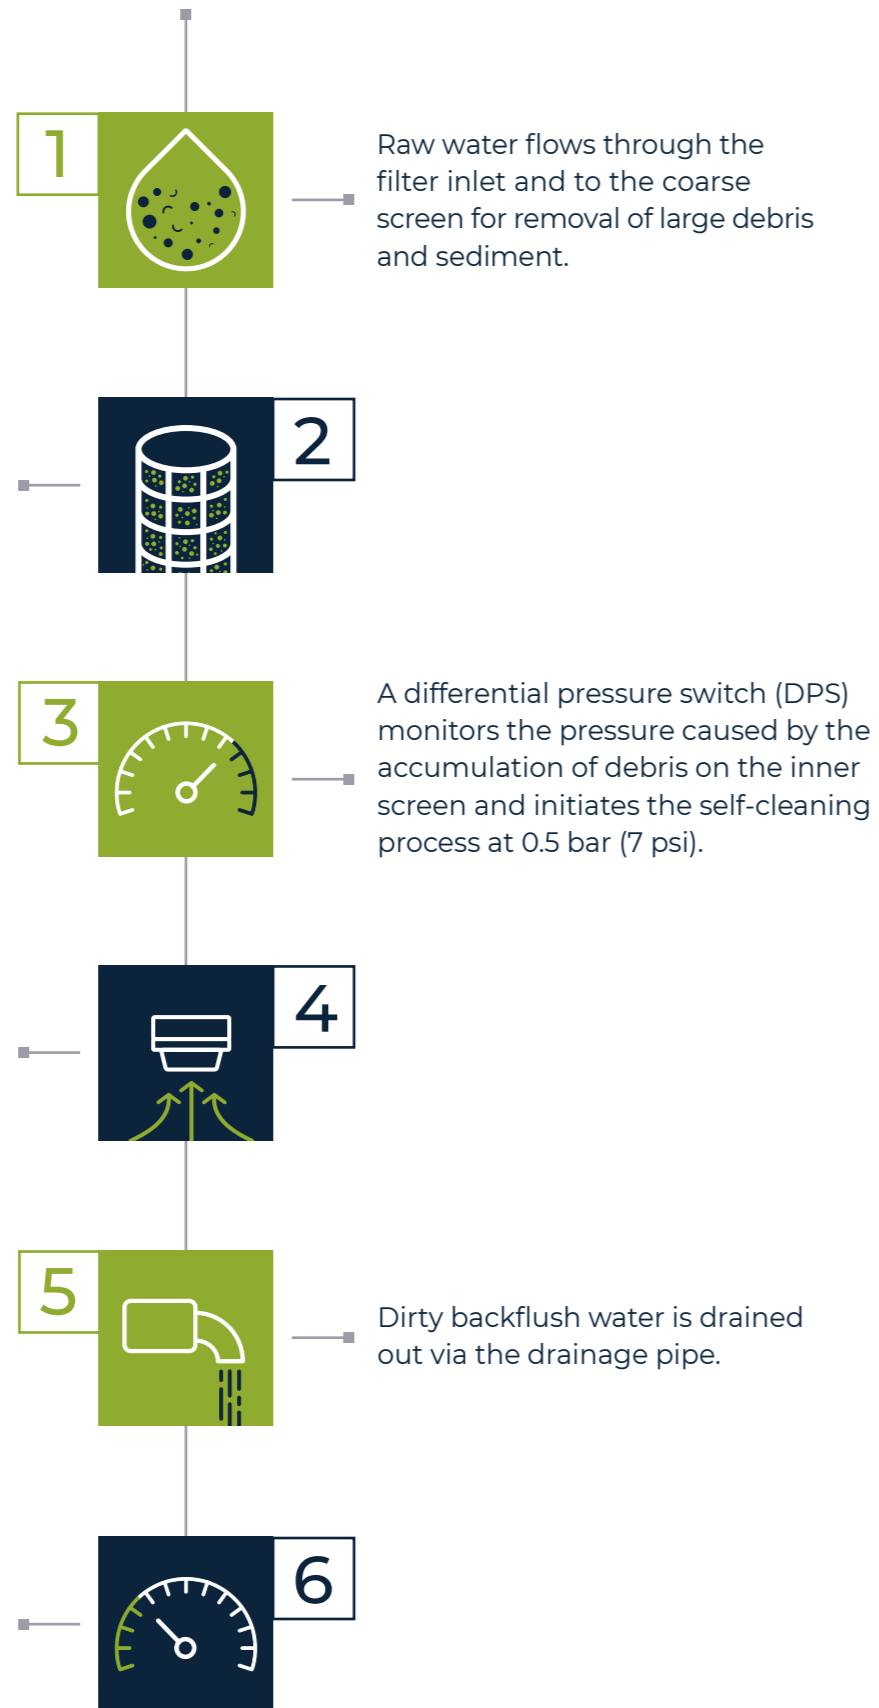 1
Raw water flows through the
filter inlet and to the coarse
screen for removal of large debris
and sediment.
2
3
A differential pressure switch (DPS)
monitors the pressure caused by the
accumulation of debris on the inner
screen and initiates the self-cleaning
process at 0.5 bar (7 psi).
4
5
Dirty backflush water is drained
out via the drainage pipe.
6